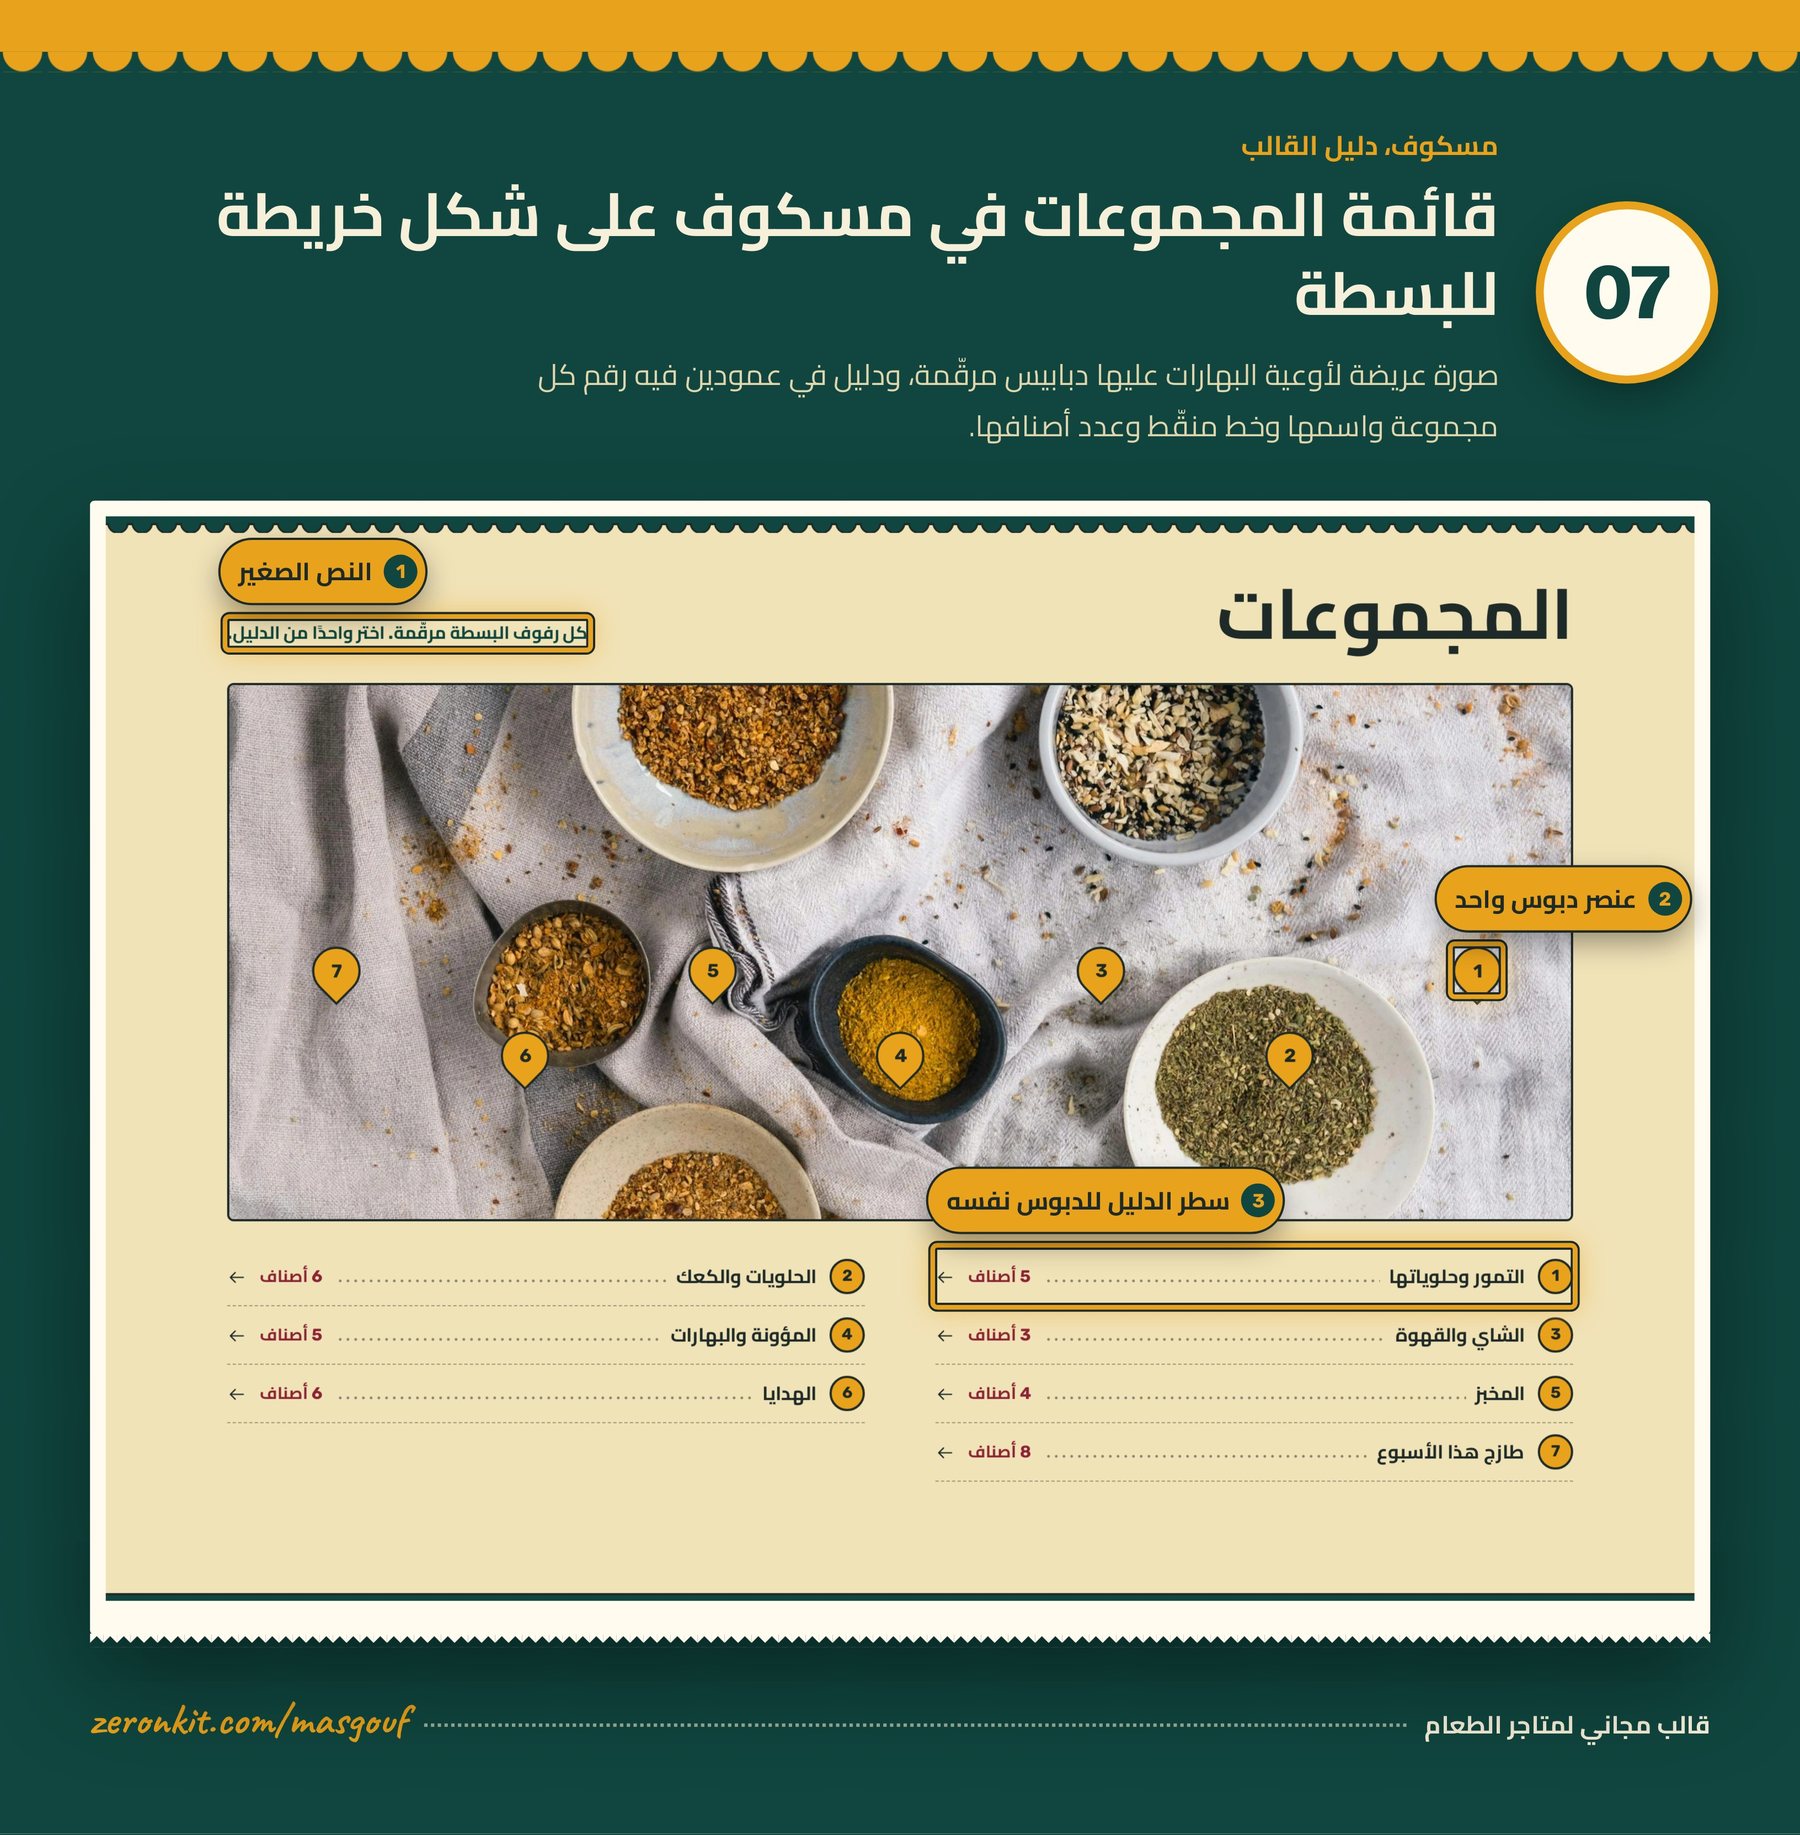 مسكوف، دليل القالب
قائمة المجموعات في مسكوف على شكل خريطة
للبسطة
07
صورة عريضة لأوعية البهارات عليها دبابيس مرقّمة، ودليل في عمودين فيه رقم كل
مجموعة واسمها وخط منقّط وعدد أصنافها.
1 النص الصغير
المجموعات
كل رفوف البسطة مرقّمة. اختر واحدًا من الدليل.
2 عنصر دبوس واحد
1
3
5
7
2
4
6
3 سطر الدليل للدبوس نفسه
1 التمور وحلوياتها 5 أصناف ←
2 الحلويات والكعك 6 أصناف ←
3 الشاي والقهوة 3 أصناف ←
4 المؤونة والبهارات 5 أصناف ←
5 المخبز 4 أصناف ←
6 الهدايا 6 أصناف ←
7 طازج هذا الأسبوع 8 أصناف ←
قالب مجاني لمتاجر الطعام
zeronkit.com/masgouf